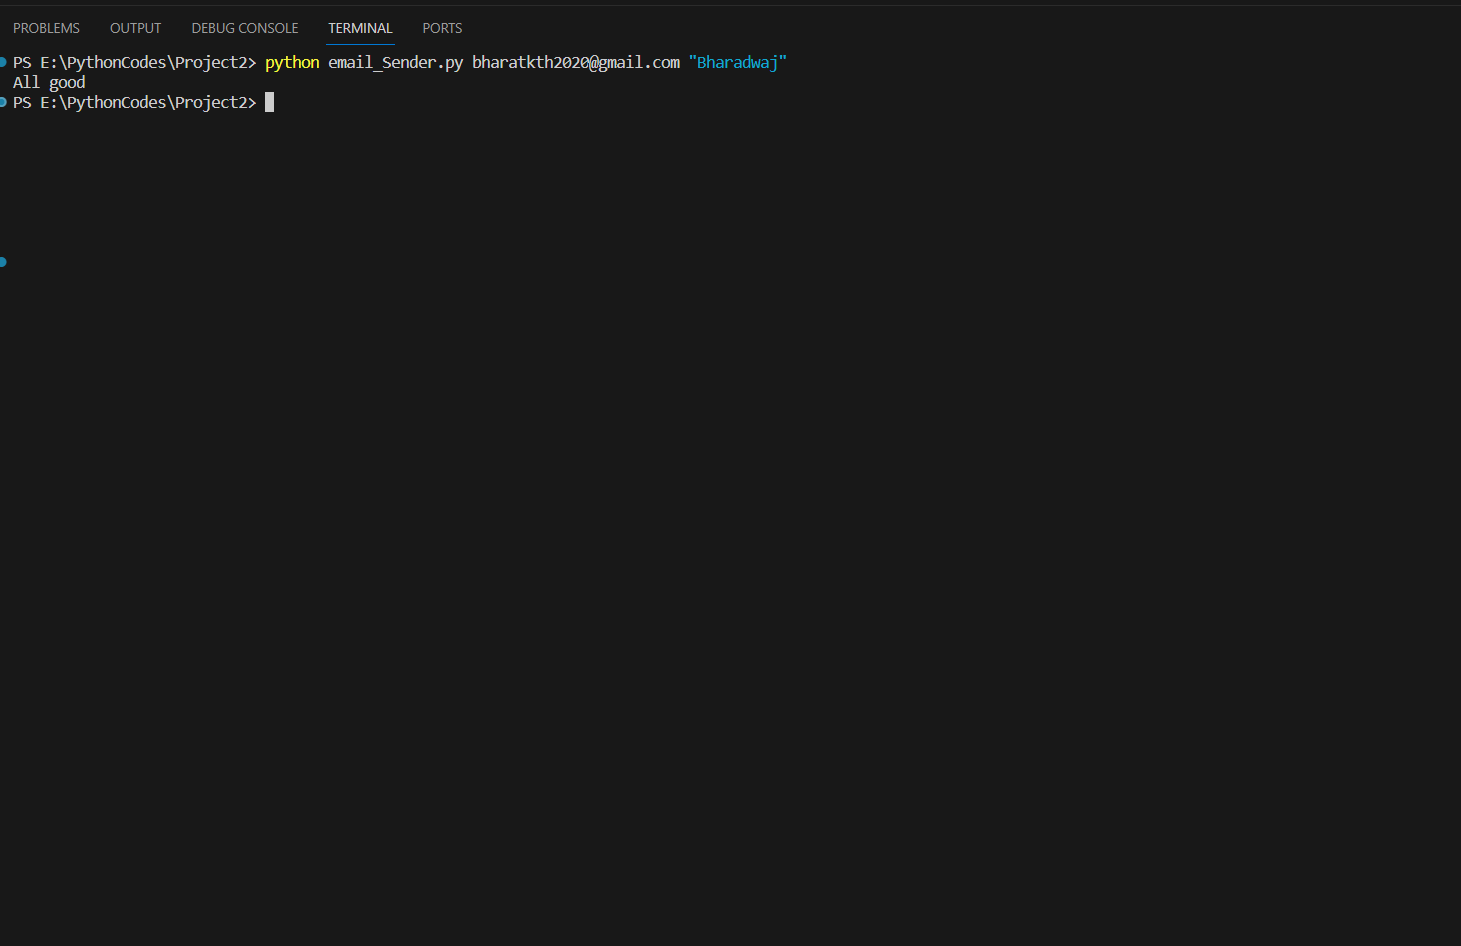 PROBLEMS OUTPUT DEBUG CONSOLE TERMINAL PORTS
PS E:\PythonCodes\Project2> python email_Sender.py bharatkth2020@gmail.com "Bharadwaj"
All good
PS E:\PythonCodes\Project2>